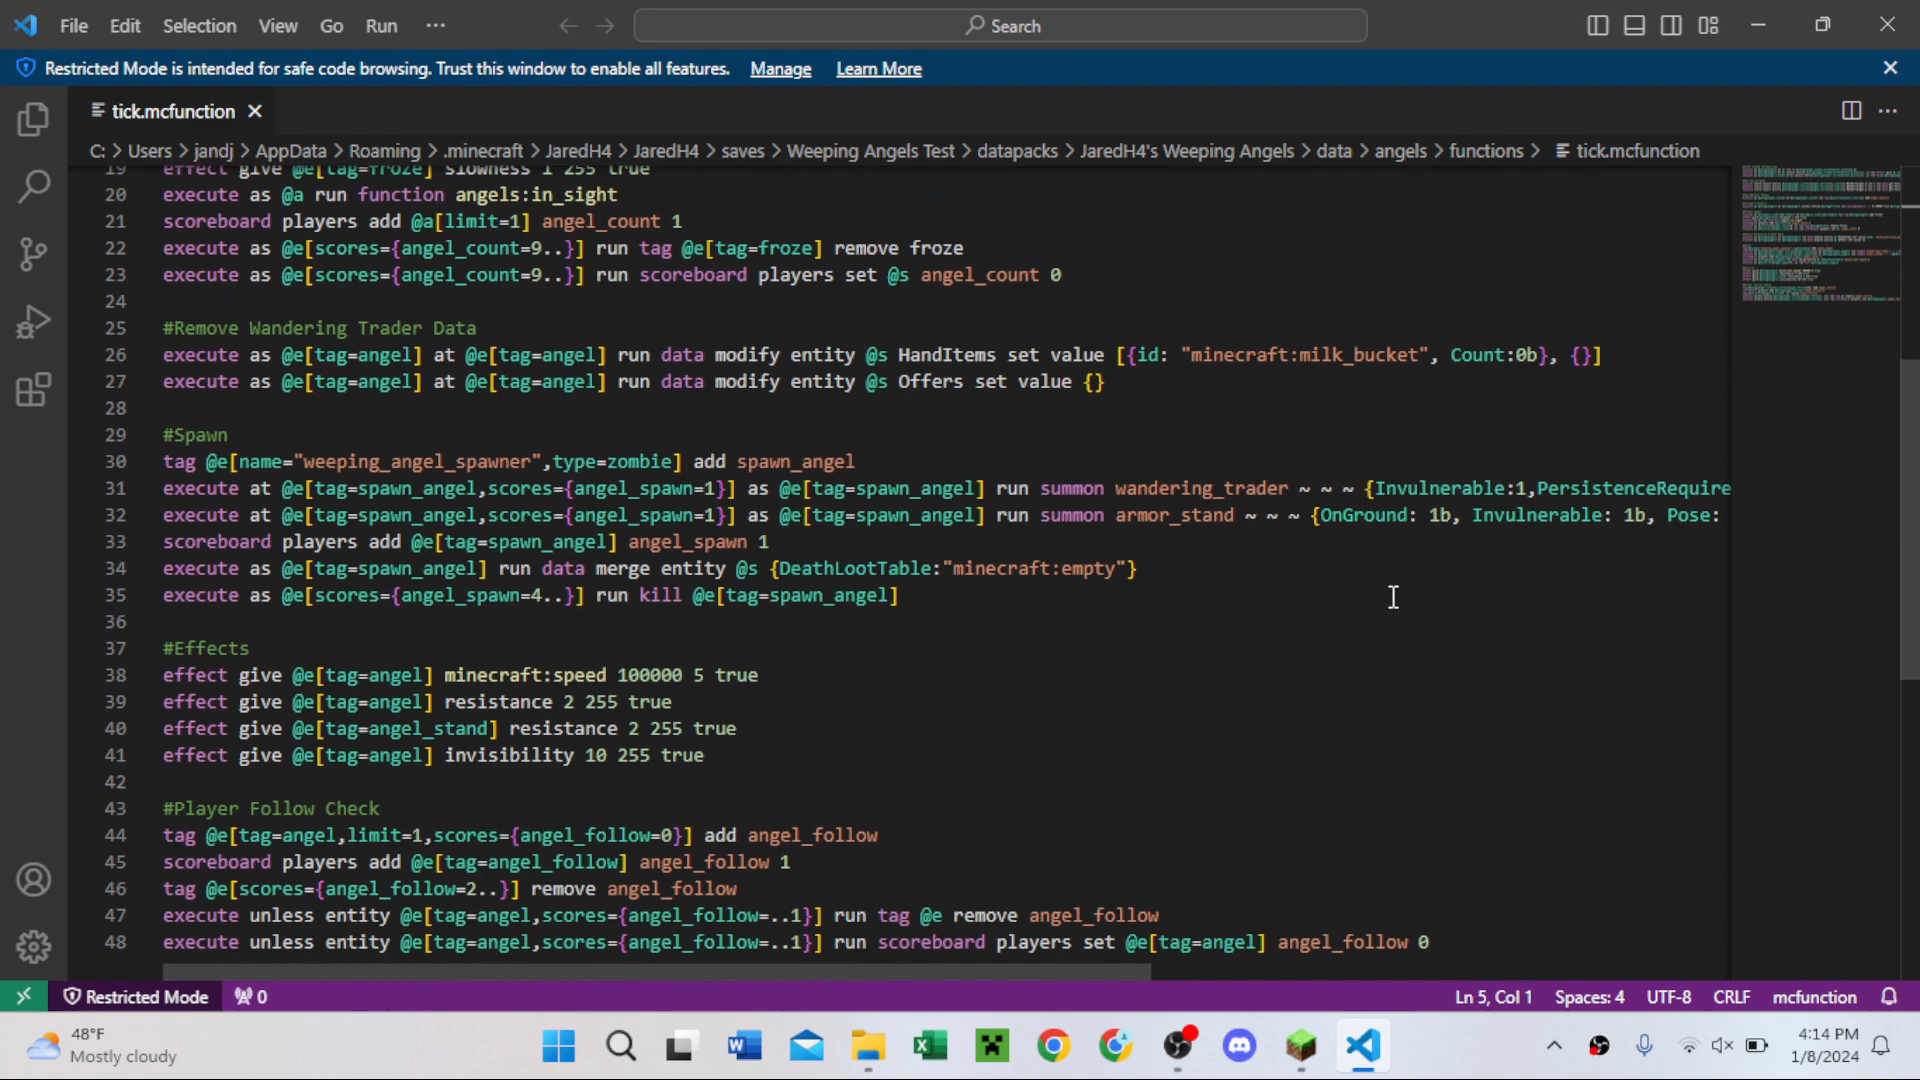 File Edit Selection View Go Run ··· Search
Restricted Mode is intended for safe code browsing. Trust this window to enable all features. Manage Learn More
tick.mcfunction
C: > Users > jandj > AppData > Roaming > .minecraft > JaredH4 > JaredH4 > saves > Weeping Angels Test > datapacks > JaredH4's Weeping Angels > data > angels > functions > tick.mcfunction
19 effect give @e[tag=froze] slowness 1 255 true
20 execute as @a run function angels:in_sight
21 scoreboard players add @a[limit=1] angel_count 1
22 execute as @e[scores={angel_count=9..}] run tag @e[tag=froze] remove froze
23 execute as @e[scores={angel_count=9..}] run scoreboard players set @s angel_count 0
24
25 #Remove Wandering Trader Data
26 execute as @e[tag=angel] at @e[tag=angel] run data modify entity @s HandItems set value [{id: "minecraft:milk_bucket", Count:0b}, {}]
27 execute as @e[tag=angel] at @e[tag=angel] run data modify entity @s Offers set value {}
28
29 #Spawn
30 tag @e[name="weeping_angel_spawner",type=zombie] add spawn_angel
31 execute at @e[tag=spawn_angel,scores={angel_spawn=1}] as @e[tag=spawn_angel] run summon wandering_trader ~ ~ ~ {Invulnerable:1,PersistenceRequire
32 execute at @e[tag=spawn_angel,scores={angel_spawn=1}] as @e[tag=spawn_angel] run summon armor_stand ~ ~ ~ {OnGround: 1b, Invulnerable: 1b, Pose:
33 scoreboard players add @e[tag=spawn_angel] angel_spawn 1
34 execute as @e[tag=spawn_angel] run data merge entity @s {DeathLootTable:"minecraft:empty"}
35 execute as @e[scores={angel_spawn=4..}] run kill @e[tag=spawn_angel]
36
37 #Effects
38 effect give @e[tag=angel] minecraft:speed 100000 5 true
39 effect give @e[tag=angel] resistance 2 255 true
40 effect give @e[tag=angel_stand] resistance 2 255 true
41 effect give @e[tag=angel] invisibility 10 255 true
42
43 #Player Follow Check
44 tag @e[tag=angel,limit=1,scores={angel_follow=0}] add angel_follow
45 scoreboard players add @e[tag=angel_follow] angel_follow 1
46 tag @e[scores={angel_follow=2..}] remove angel_follow
47 execute unless entity @e[tag=angel,scores={angel_follow=..1}] run tag @e remove angel_follow
48 execute unless entity @e[tag=angel,scores={angel_follow=..1}] run scoreboard players set @e[tag=angel] angel_follow 0
Restricted Mode 0 Ln 5, Col 1 Spaces: 4 UTF-8 CRLF mcfunction
48°F
Mostly cloudy
4:14 PM
1/8/2024